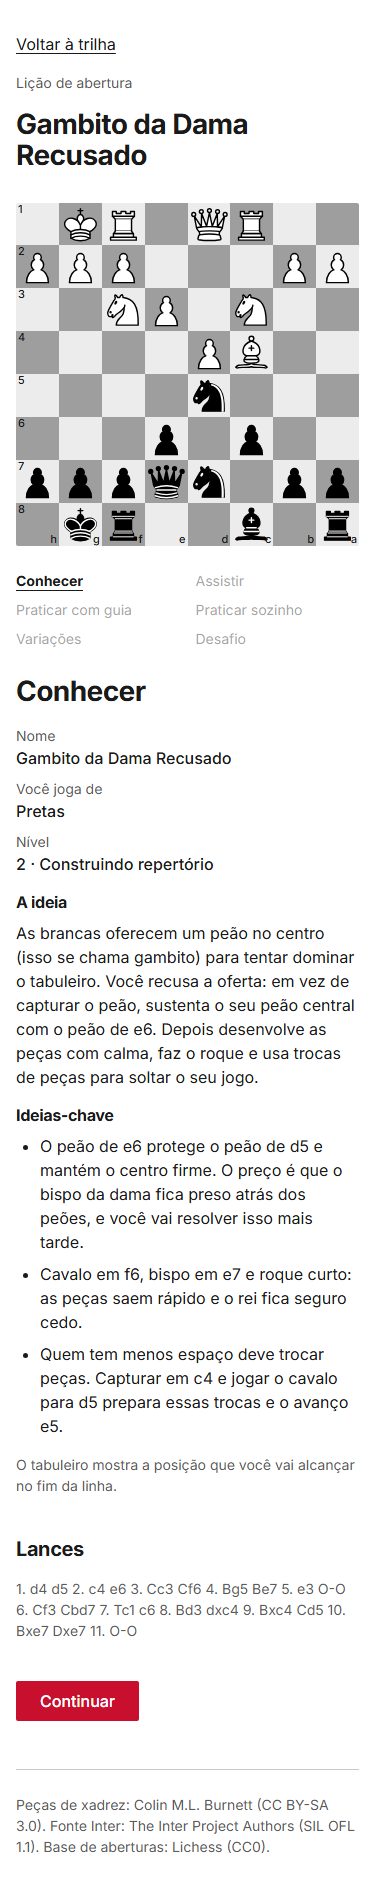 Voltar à trilha
Lição de abertura
Gambito da Dama
Recusado
1
2
3
4
5
6
7
8
h g f e d c b a
Conhecer Assistir
Praticar com guia Praticar sozinho
Variações Desafio
Conhecer
Nome
Gambito da Dama Recusado
Você joga de
Pretas
Nível
2 · Construindo repertório
A ideia
As brancas oferecem um peão no centro
(isso se chama gambito) para tentar dominar
o tabuleiro. Você recusa a oferta: em vez de
capturar o peão, sustenta o seu peão central
com o peão de e6. Depois desenvolve as
peças com calma, faz o roque e usa trocas
de peças para soltar o seu jogo.
Ideias-chave
• O peão de e6 protege o peão de d5 e
mantém o centro firme. O preço é que o
bispo da dama fica preso atrás dos
peões, e você vai resolver isso mais
tarde.
• Cavalo em f6, bispo em e7 e roque curto:
as peças saem rápido e o rei fica seguro
cedo.
• Quem tem menos espaço deve trocar
peças. Capturar em c4 e jogar o cavalo
para d5 prepara essas trocas e o avanço
e5.
O tabuleiro mostra a posição que você vai alcançar
no fim da linha.
Lances
1. d4 d5 2. c4 e6 3. Cc3 Cf6 4. Bg5 Be7 5. e3 O-O
6. Cf3 Cbd7 7. Tc1 c6 8. Bd3 dxc4 9. Bxc4 Cd5 10.
Bxe7 Dxe7 11. O-O
Continuar
Peças de xadrez: Colin M.L. Burnett (CC BY-SA
3.0). Fonte Inter: The Inter Project Authors (SIL OFL
1.1). Base de aberturas: Lichess (CC0).